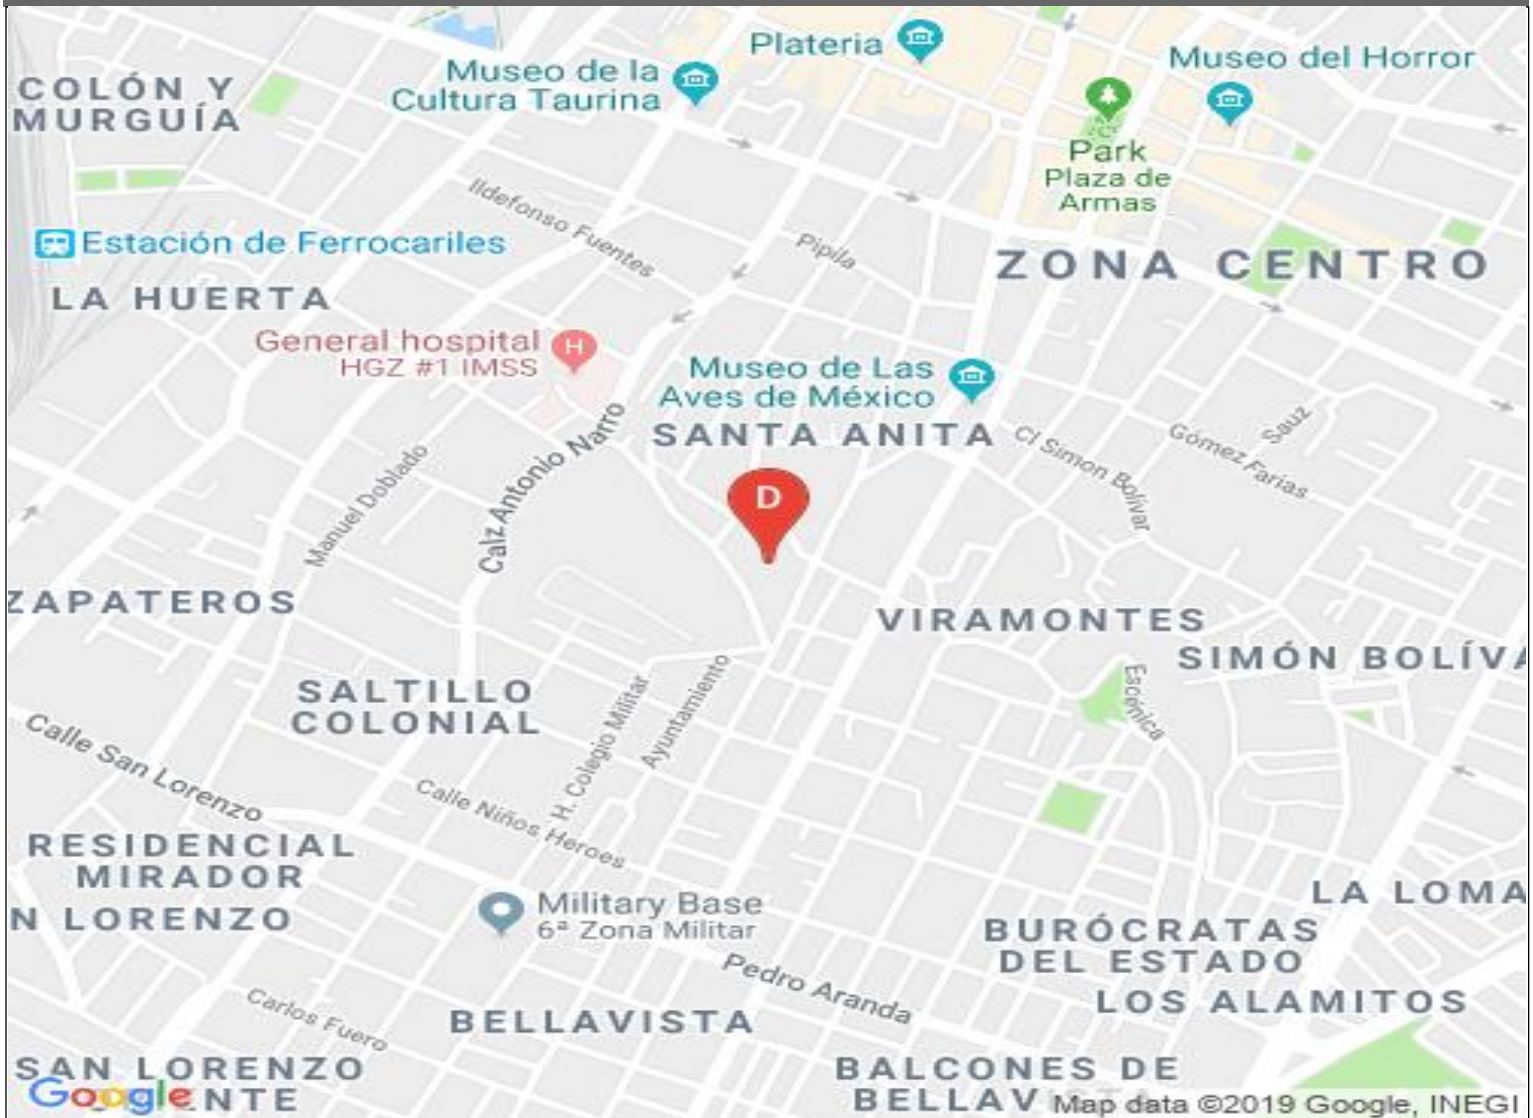 Plateria
Museo del Horror
Museo de la
Cultura Taurina
COLÓN Y
MURGUÍA
Park
Plaza de
Armas
Ildefonso Fuentes
Estación de Ferrocariles
Pipila
ZONA CENTRO
LA HUERTA
General hospital
H
HGZ #1 IMSS
Museo de Las
Aves de México
SANTA ANITA
Calz Antonio Narro
Manuel Doblado
Cl Simon Bolívar
Gómez Farías
Sauz
D
ZAPATEROS
VIRAMONTES
SIMÓN BOLÍVA
SALTILLO
COLONIAL
H. Colegio Militar
Ayuntamiento
Escénica
Calle San Lorenzo
Calle Niños Heroes
RESIDENCIAL
MIRADOR
N LORENZO
Military Base
6ª Zona Militar
LA LOMA
BURÓCRATAS
DEL ESTADO
LOS ALAMITOS
Pedro Aranda
Carlos Fuero
BELLAVISTA
SAN LORENZO
NTE
Google
BALCONES DE
BELLAV
Map data ©2019 Google, INEGI